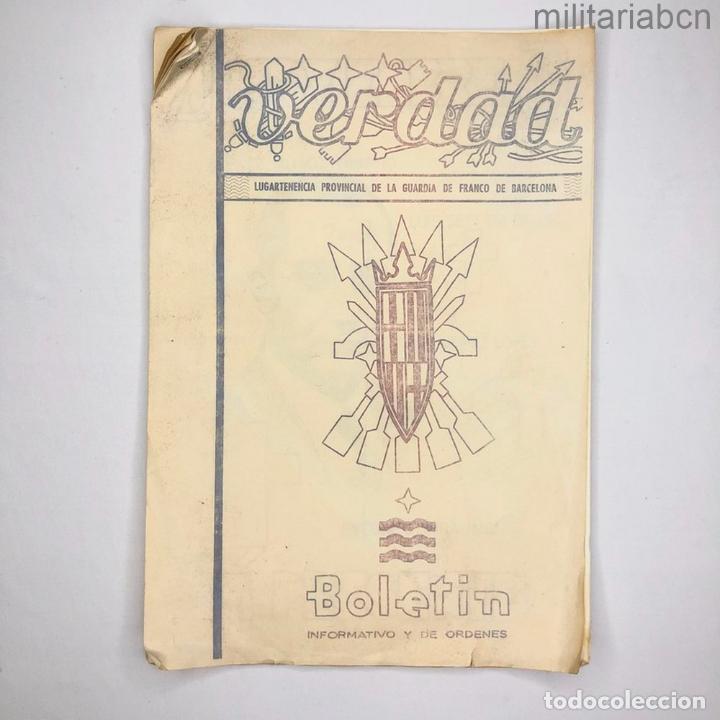 militariabcn
verdad
LUGARTENENCIA PROVINCIAL DE LA GUARDIA DE FRANCO DE BARCELONA
Boletin
INFORMATIVO Y DE ORDENES
todocoleccion